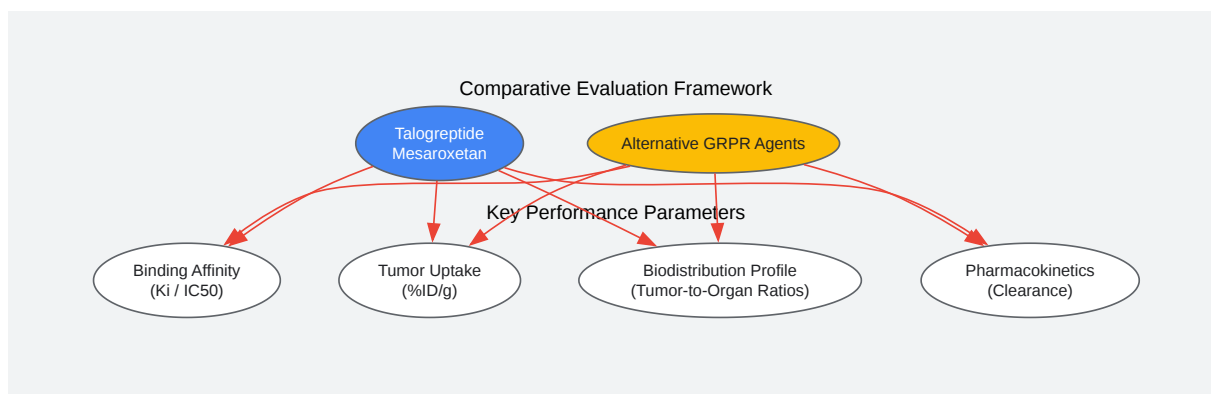 Comparative Evaluation Framework
Talogreptide
Mesaroxetan
Alternative GRPR Agents
Key Performance Parameters
Binding Affinity
(Ki / IC50)
Tumor Uptake
(%ID/g)
Biodistribution Profile
(Tumor-to-Organ Ratios)
Pharmacokinetics
(Clearance)